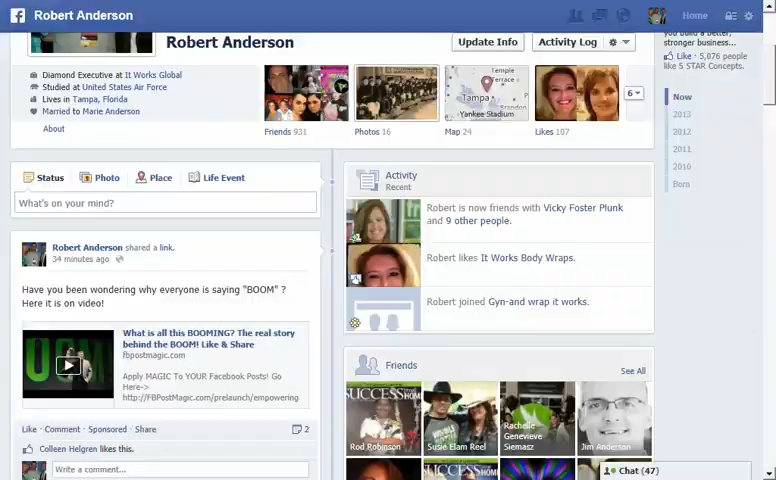 Robert Anderson
Home
you build a better,
stronger business...
Like · 5,076 people
like 5 STAR Concepts.
Robert Anderson
Update Info
Activity Log
Diamond Executive at It Works Global
Studied at United States Air Force
Lives in Tampa, Florida
Married to Marie Anderson
About
Temple
Terrace
Tampa
Brandon
Yankee Stadium
6
Friends 931
Photos 16
Map 24
Likes 107
Now
2013
2012
2011
2010
Born
Status
Photo
Place
Life Event
What's on your mind?
Robert Anderson shared a link.
34 minutes ago
Have you been wondering why everyone is saying "BOOM" ?
Here it is on video!
What is all this BOOMING? The real story
behind the BOOM! Like & Share
fbpostmagic.com
Apply MAGIC To YOUR Facebook Posts! Go
Here->
http://FBPostMagic.com/prelaunch/empowering
Like · Comment · Sponsored · Share
2
Colleen Helgren likes this.
Write a comment...
Activity
Recent
Robert is now friends with Vicky Foster Plunk
and 9 other people.
Robert likes It Works Body Wraps.
Robert joined Gyn-and wrap it works.
Friends
See All
SUCCESS
Rod Robinson
Susie Elam Reel
Rachelle
Genevieve
Siemasz
Jim Anderson
Chat (47)